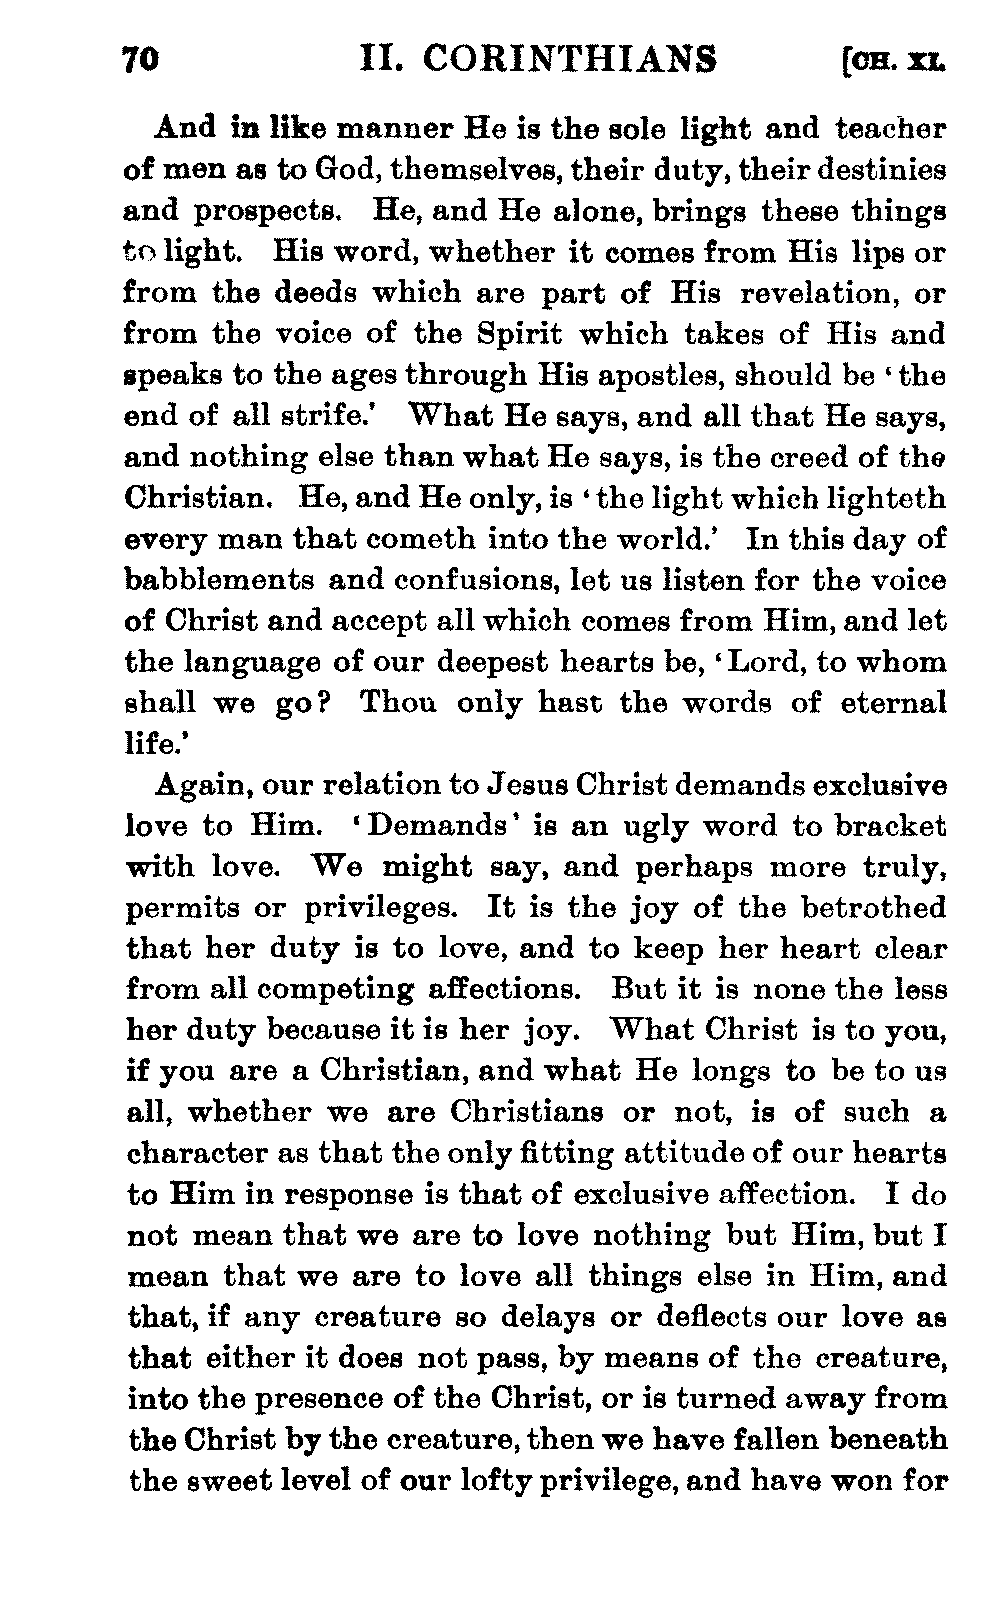 70 II. CORINTHIANS [CH. XI.
And in like manner He is the sole light and teacher
of men as to God, themselves, their duty, their destinies
and prospects. He, and He alone, brings these things
to light. His word, whether it comes from His lips or
from the deeds which are part of His revelation, or
from the voice of the Spirit which takes of His and
speaks to the ages through His apostles, should be ‘the
end of all strife.’ What He says, and all that He says,
and nothing else than what He says, is the creed of the
Christian. He, and He only, is ‘the light which lighteth
every man that cometh into the world.’ In this day of
babblements and confusions, let us listen for the voice
of Christ and accept all which comes from Him, and let
the language of our deepest hearts be, ‘Lord, to whom
shall we go? Thou only hast the words of eternal
life.’
Again, our relation to Jesus Christ demands exclusive
love to Him. ‘Demands’ is an ugly word to bracket
with love. We might say, and perhaps more truly,
permits or privileges. It is the joy of the betrothed
that her duty is to love, and to keep her heart clear
from all competing affections. But it is none the less
her duty because it is her joy. What Christ is to you,
if you are a Christian, and what He longs to be to us
all, whether we are Christians or not, is of such a
character as that the only fitting attitude of our hearts
to Him in response is that of exclusive affection. I do
not mean that we are to love nothing but Him, but I
mean that we are to love all things else in Him, and
that, if any creature so delays or deflects our love as
that either it does not pass, by means of the creature,
into the presence of the Christ, or is turned away from
the Christ by the creature, then we have fallen beneath
the sweet level of our lofty privilege, and have won for